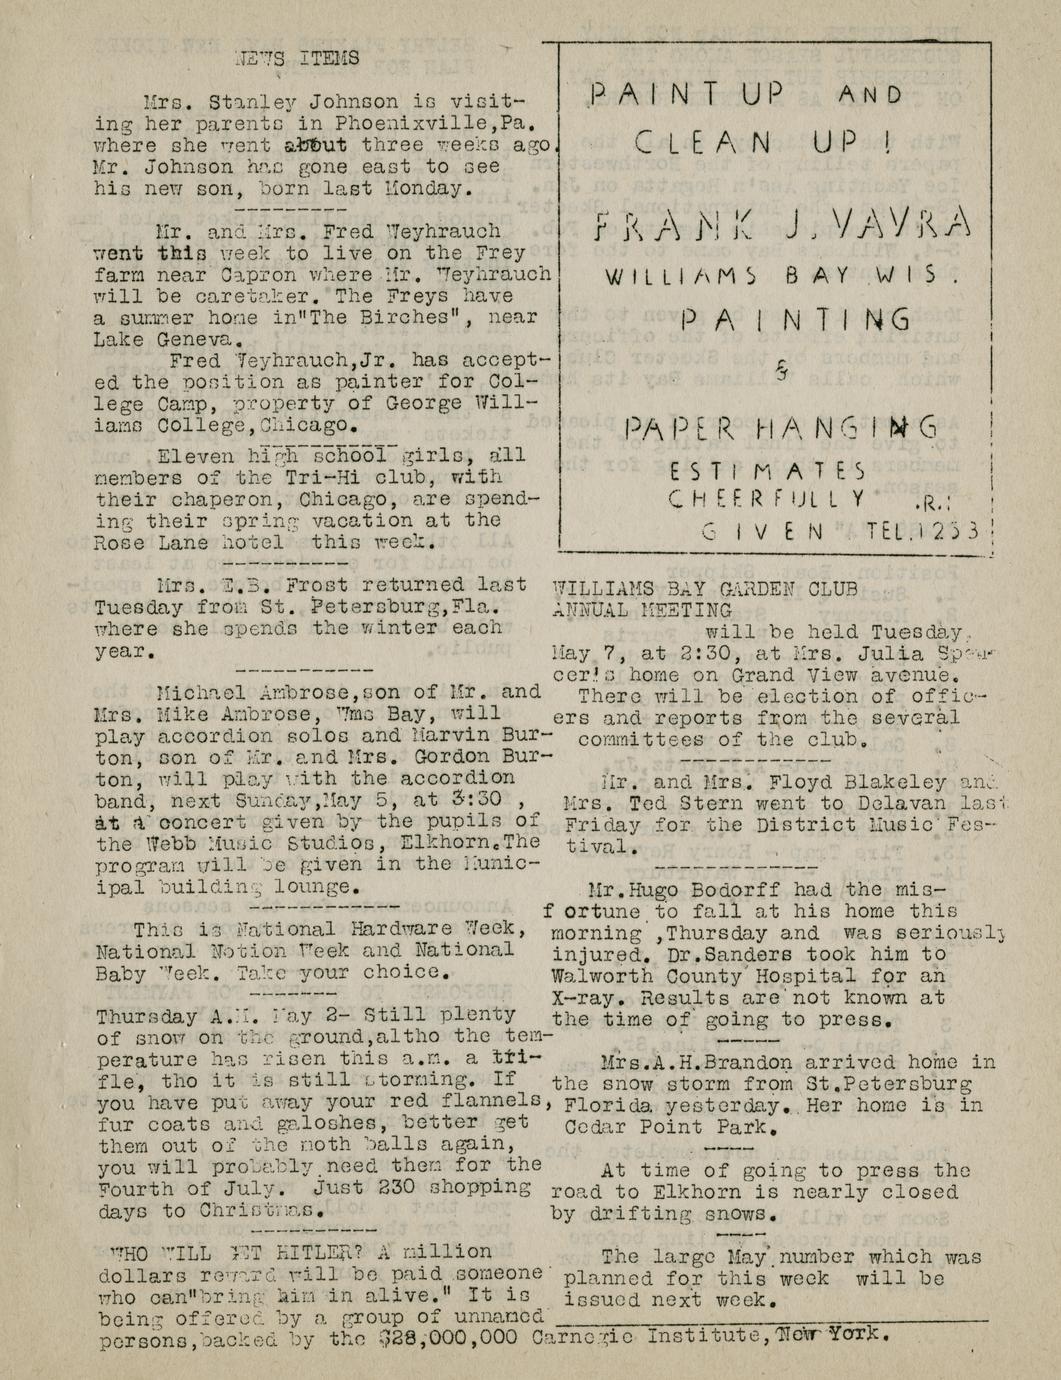 NEWS ITEMS
Mrs. Stanley Johnson is visit-
ing her parents in Phoenixville,Pa.
where she went about three weeks ago.
Mr. Johnson has gone east to see
his new son, born last Monday.
Mr. and Mrs. Fred Weyhrauch
went this week to live on the Frey
farm near Capron where Mr. Weyhrauch
will be caretaker. The Freys have
a summer home in"The Birches", near
Lake Geneva.
Fred Weyhrauch,Jr. has accept-
ed the position as painter for Col-
lege Camp, property of George Will-
iams College,Chicago.
Eleven high school girls, all
members of the Tri-Hi club, with
their chaperon, Chicago, are spend-
ing their spring vacation at the
Rose Lane hotel this week.
Mrs. E.B. Frost returned last
Tuesday from St. Petersburg,Fla.
where she spends the winter each
year.
Michael Ambrose,son of Mr. and
Mrs. Mike Ambrose, Wms Bay, will
play accordion solos and Marvin Bur-
ton, son of Mr. and Mrs. Gordon Bur-
ton, will play with the accordion
band, next Sunday,May 5, at 3:30 ,
at a concert given by the pupils of
the Webb Music Studios, Elkhorn.The
program will be given in the Munic-
ipal building lounge.
This is National Hardware Week,
National Notion Week and National
Baby Week. Take your choice.
Thursday A.M. May 2- Still plenty
of snow on the ground,altho the tem-
perature has risen this a.m. a tri-
fle, tho it is still storming. If
you have put away your red flannels,
fur coats and galoshes, better get
them out of the moth balls again,
you will probably need them for the
Fourth of July. Just 230 shopping
days to Christmas.
WHO WILL GET HITLER? A million
dollars reward will be paid someone
who can"bring him in alive." It is
being offered by a group of unnamed
persons,backed by the $28,000,000 Carnegie Institute,New York.
PAINT UP AND
CLEAN UP!
FRANK J. VAVRA
WILLIAMS BAY WIS.
PAINTING
&
PAPER HANGING
ESTIMATES
CHEERFULLY .R.:
GIVEN TEL.1233
WILLIAMS BAY GARDEN CLUB
ANNUAL MEETING
will be held Tuesday,
May 7, at 2:30, at Mrs. Julia Spen-
cer's home on Grand View avenue.
There will be election of offic-
ers and reports from the several
committees of the club.
Mr. and Mrs. Floyd Blakeley and
Mrs. Ted Stern went to Delavan last
Friday for the District Music Fes-
tival.
Mr.Hugo Bodorff had the mis-
f ortune to fall at his home this
morning ,Thursday and was seriously
injured. Dr.Sanders took him to
Walworth County Hospital for an
X-ray. Results are not known at
the time of going to press.
Mrs.A.H.Brandon arrived home in
the snow storm from St.Petersburg
Florida yesterday. Her home is in
Cedar Point Park.
At time of going to press the
road to Elkhorn is nearly closed
by drifting snows.
The large May number which was
planned for this week will be
issued next week.